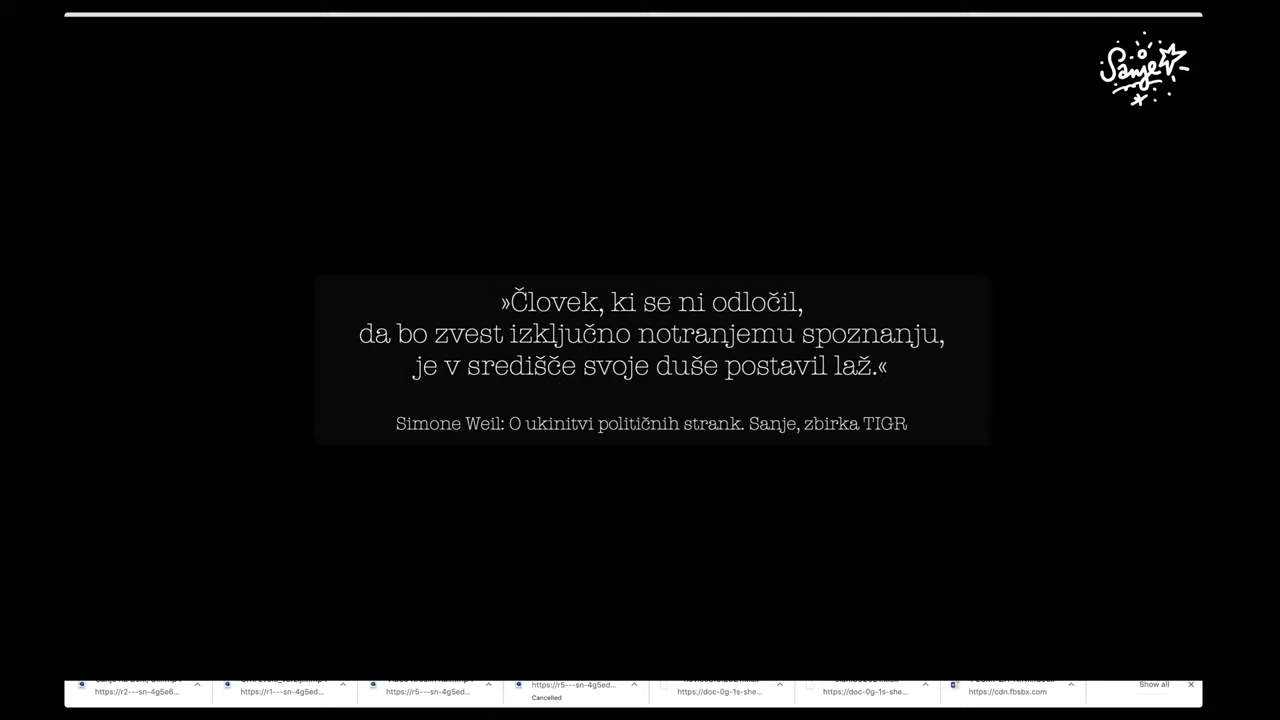 Sanje
»Človek, ki se ni odločil,
da bo zvest izključno notranjemu spoznanju,
je v središče svoje duše postavil laž.«
Simone Weil: O ukinitvi političnih strank. Sanje, zbirka TIGR
https://r2---sn-4g5e6...
https://r1---sn-4g5ed...
https://r5---sn-4g5ed...
https://r5---sn-4g5ed...
Cancelled
https://doc-0g-1s-she...
https://doc-0g-1s-she...
https://cdn.fbsbx.com
Show all